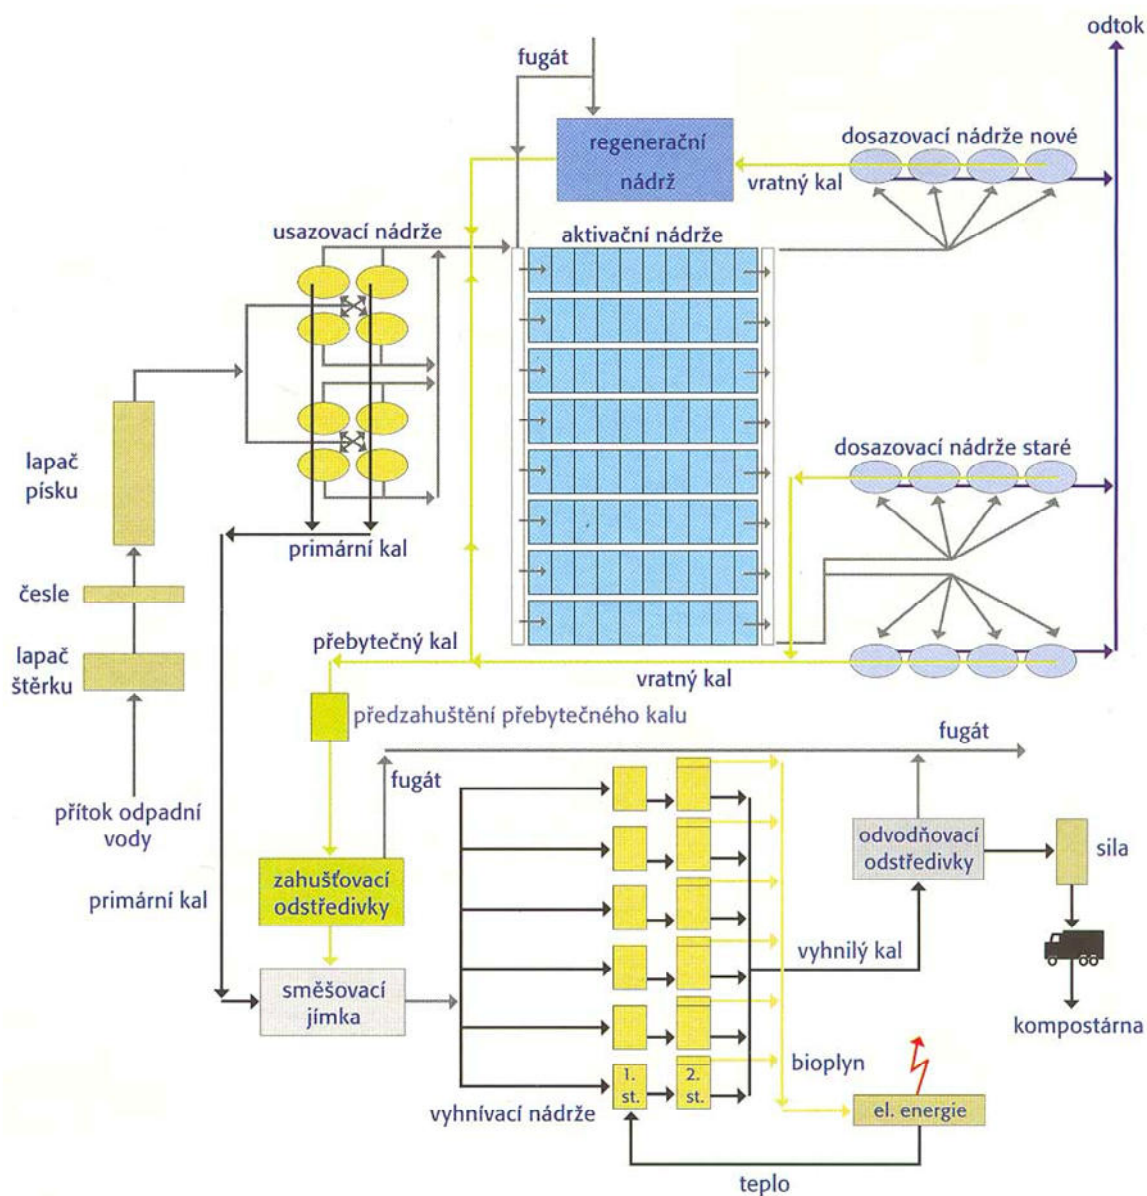 odtok
fugát
regenerační
nádrž
dosazovací nádrže nové
vratný kal
usazovací nádrže
aktivační nádrže
lapač
písku
dosazovací nádrže staré
primární kal
česle
přebytečný kal
lapač
štěrku
vratný kal
předzahuštění přebytečného kalu
fugát
fugát
přítok odpadní
vody
odvodňovací
odstředivky
sila
zahušťovací
odstředivky
primární kal
vyhnilý kal
směšovací
jímka
kompostárna
1.
st.
2.
st.
bioplyn
vyhnívací nádrže
el. energie
teplo